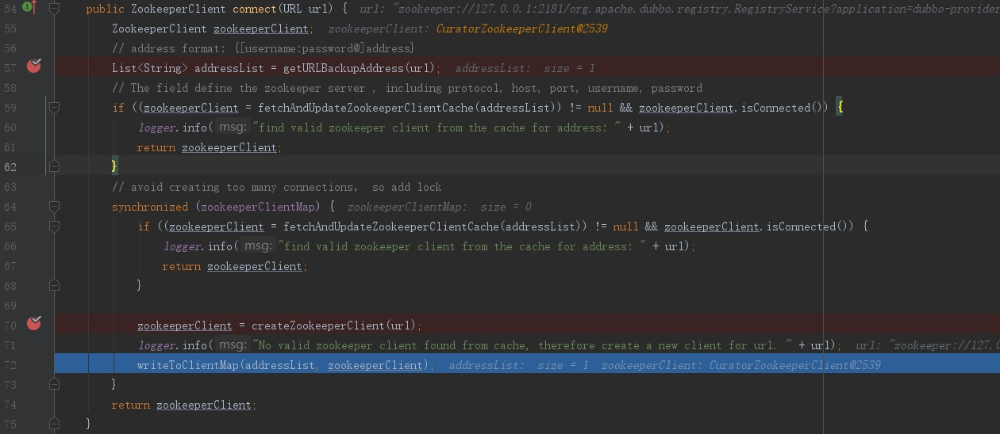 54 public ZookeeperClient connect(URL url) { url: "zookeeper://127.0.0.1:2181/org.apache.dubbo.registry.RegistryService?application=dubbo-provider
55 ZookeeperClient zookeeperClient; zookeeperClient: CuratorZookeeperClient@2539
56 // address format: {[username:password@]address}
57 List<String> addressList = getURLBackupAddress(url); addressList: size = 1
58 // The field define the zookeeper server , including protocol, host, port, username, password
59 if ((zookeeperClient = fetchAndUpdateZookeeperClientCache(addressList)) != null && zookeeperClient.isConnected()) {
60 logger.info( msg: "find valid zookeeper client from the cache for address: " + url);
61 return zookeeperClient;
62 }
63 // avoid creating too many connections, so add lock
64 synchronized (zookeeperClientMap) { zookeeperClientMap: size = 0
65 if ((zookeeperClient = fetchAndUpdateZookeeperClientCache(addressList)) != null && zookeeperClient.isConnected()) {
66 logger.info( msg: "find valid zookeeper client from the cache for address: " + url);
67 return zookeeperClient;
68 }
69
70 zookeeperClient = createZookeeperClient(url);
71 logger.info( msg: "No valid zookeeper client found from cache, therefore create a new client for url. " + url); url: "zookeeper://127.0
72 writeToClientMap(addressList, zookeeperClient); addressList: size = 1 zookeeperClient: CuratorZookeeperClient@2539
73 }
74 return zookeeperClient;
75 }